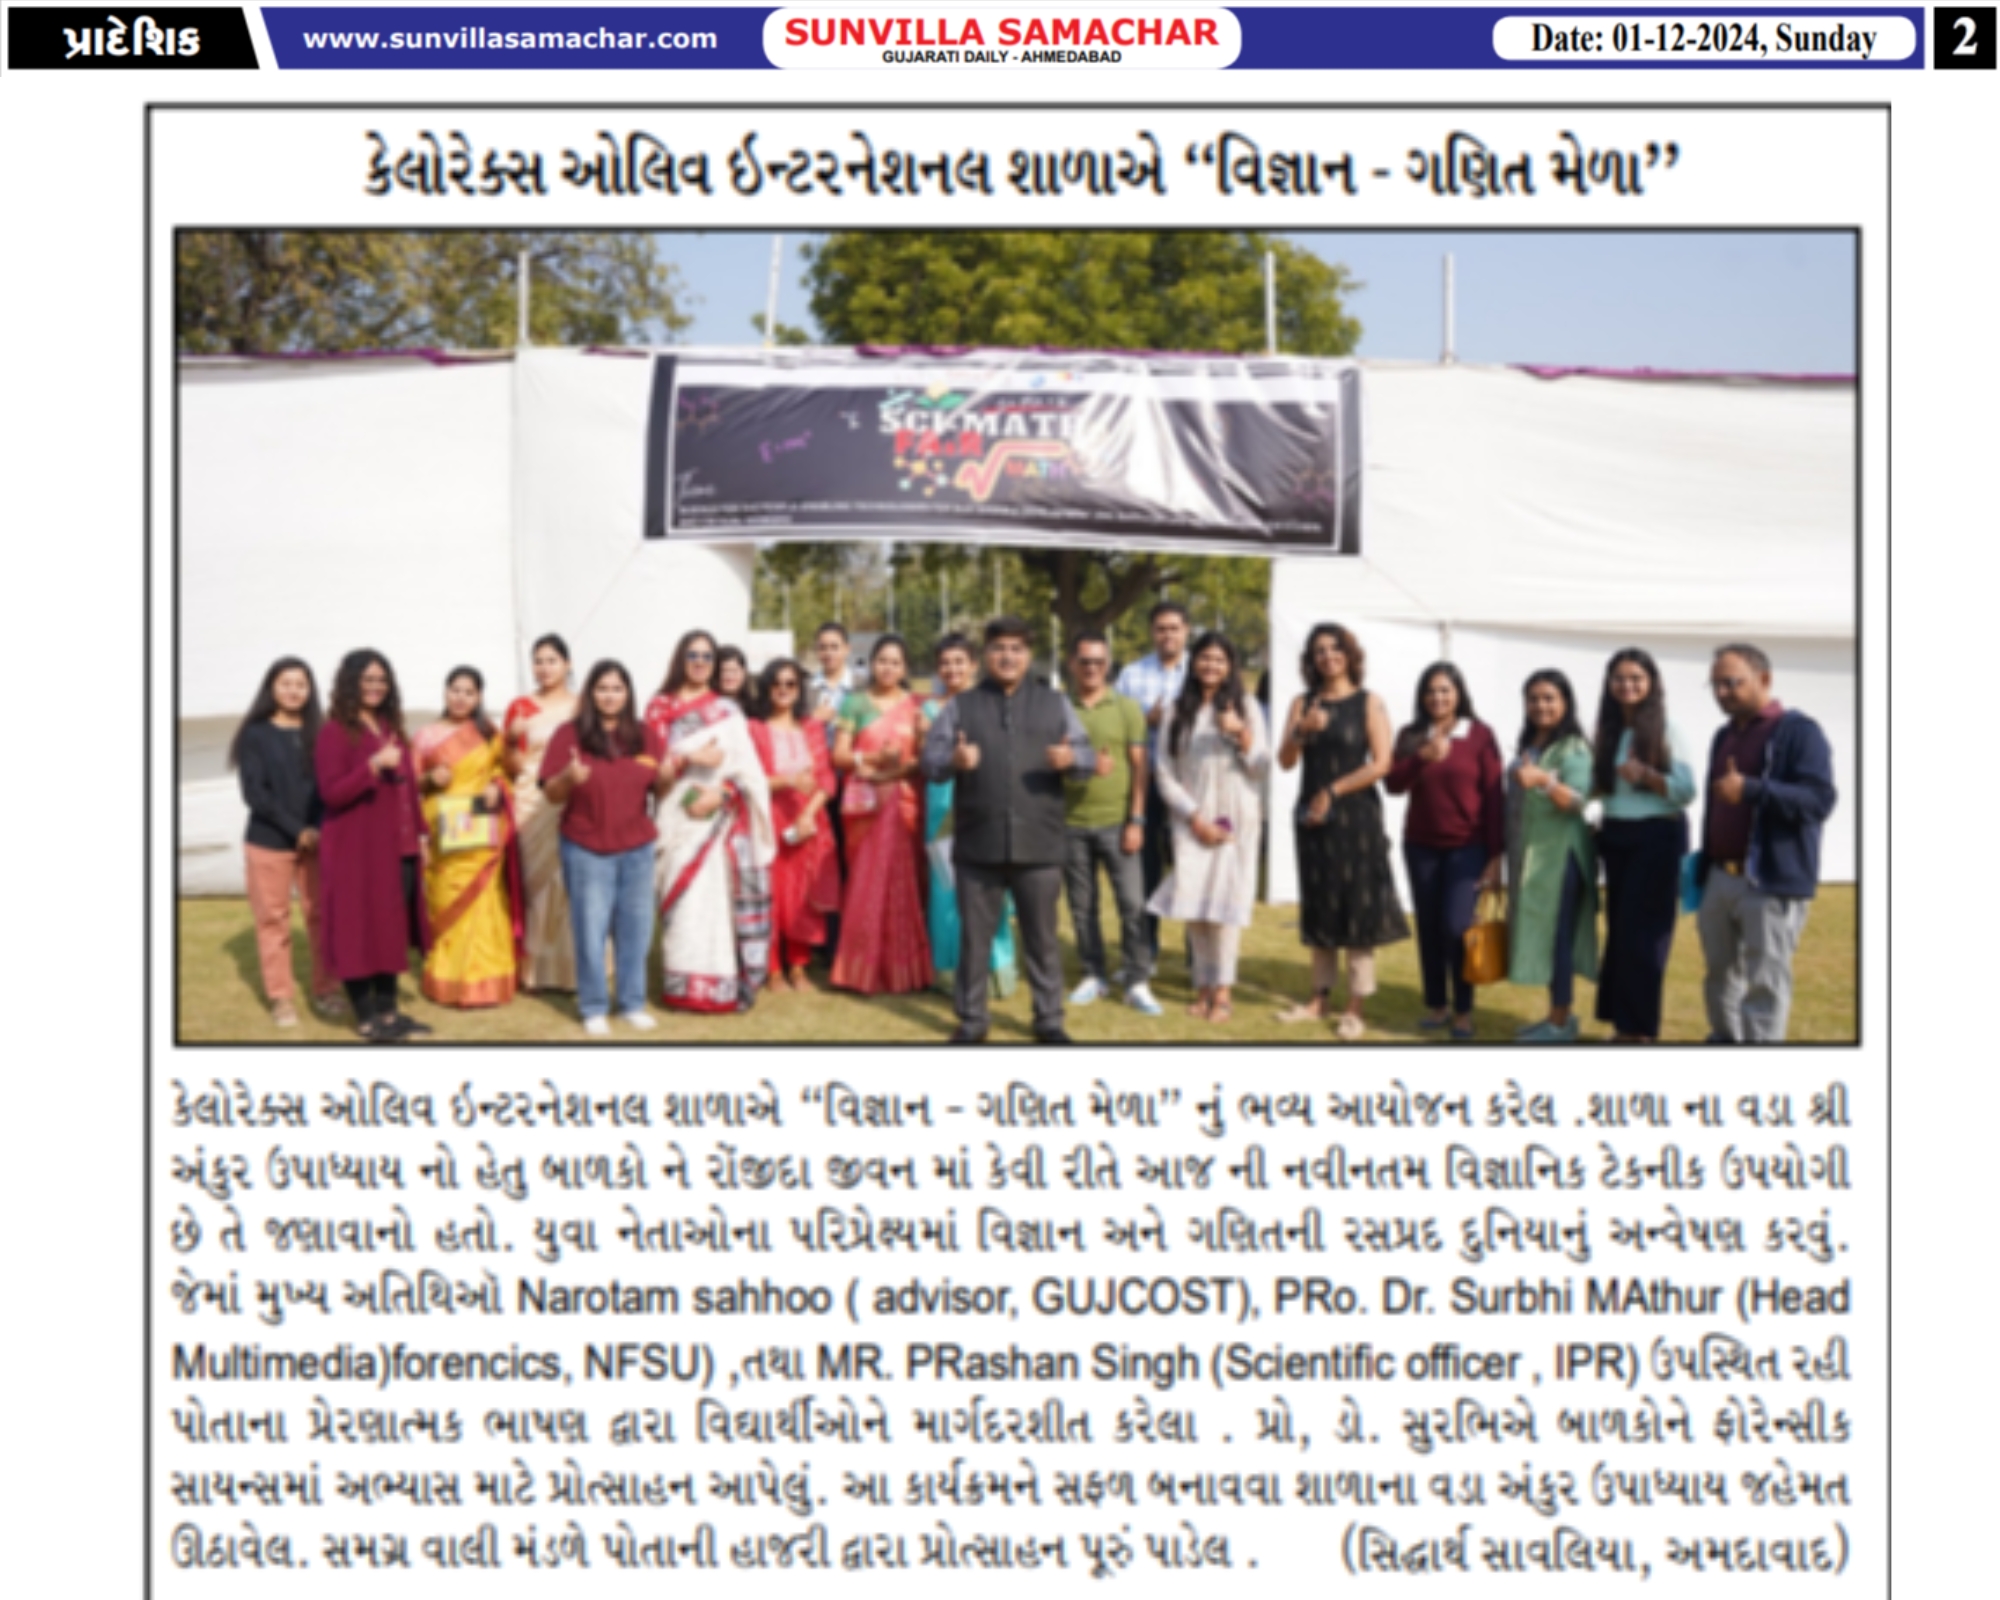 પ્રાદેશિક
www.sunvillasamachar.com
SUNVILLA SAMACHAR
GUJARATI DAILY - AHMEDABAD
Date: 01-12-2024, Sunday
2
કેલોરેક્સ ઓલિવ ઇન્ટરનેશનલ શાળાએ “વિજ્ઞાન - ગણિત મેળા”
SCI-MATH
FAIR
MATH
કેલોરેક્સ ઓલિવ ઇન્ટરનેશનલ શાળાએ “વિજ્ઞાન - ગણિત મેળા” નું ભવ્ય આયોજન કરેલ .શાળા ના વડા શ્રી
અંકુર ઉપાધ્યાય નો હેતુ બાળકો ને રોંજીદા જીવન માં કેવી રીતે આજ ની નવીનતમ વિજ્ઞાનિક ટેકનીક ઉપયોગી
છે તે જણાવાનો હતો. યુવા નેતાઓના પરિપ્રેક્ષ્યમાં વિજ્ઞાન અને ગણિતની રસપ્રદ દુનિયાનું અન્વેષણ કરવું.
જેમાં મુખ્ય અતિથિઓ Narotam sahhoo ( advisor, GUJCOST), PRo. Dr. Surbhi MAthur (Head
Multimedia)forencics, NFSU) ,તથા MR. PRashan Singh (Scientific officer , IPR) ઉપસ્થિત રહી
પોતાના પ્રેરણાત્મક ભાષણ દ્વારા વિદ્યાર્થીઓને માર્ગદરશીત કરેલા . પ્રો, ડો. સુરભિએ બાળકોને ફોરેન્સીક
સાયન્સમાં અભ્યાસ માટે પ્રોત્સાહન આપેલું. આ કાર્યક્રમને સફળ બનાવવા શાળાના વડા અંકુર ઉપાધ્યાય જહેમત
ઊઠાવેલ. સમગ્ર વાલી મંડળે પોતાની હાજરી દ્વારા પ્રોત્સાહન પૂરું પાડેલ . (સિદ્ધાર્થ સાવલિયા, અમદાવાદ)